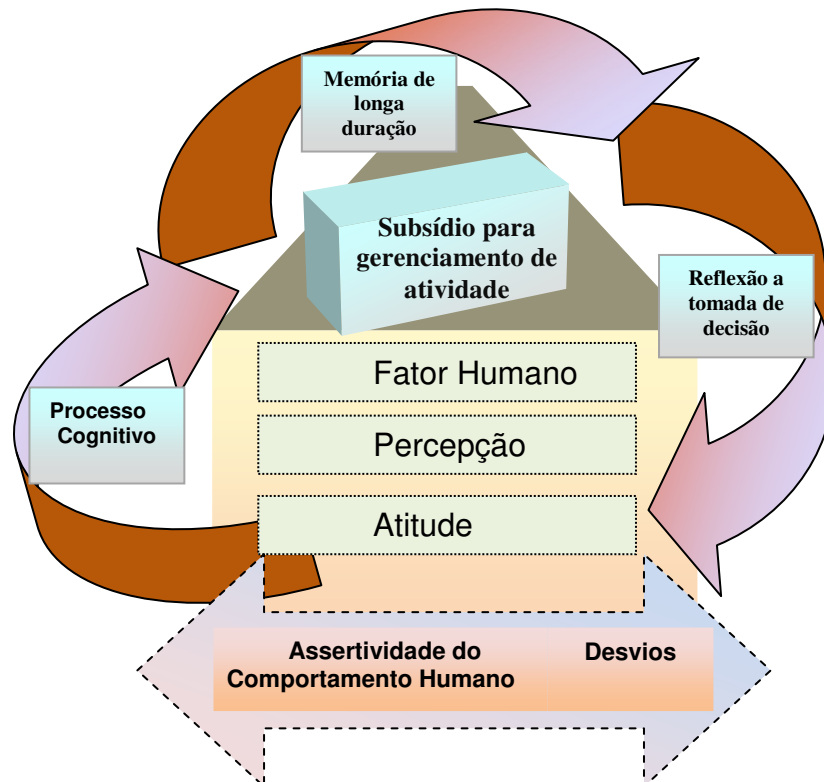 Memória de
longa
duração
Subsídio para
gerenciamento de
atividade
Reflexão a
tomada de
decisão
Processo
Cognitivo
Fator Humano
Percepção
Atitude
Assertividade do
Comportamento Humano
Desvios